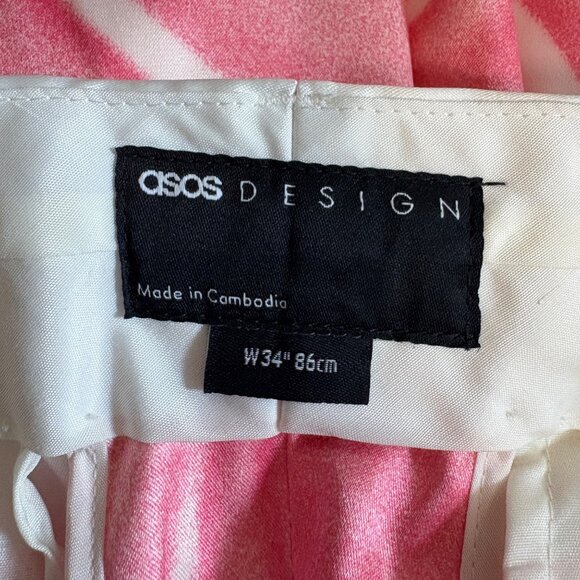 asos DESIGN
Made in Cambodia
W34" 86cm